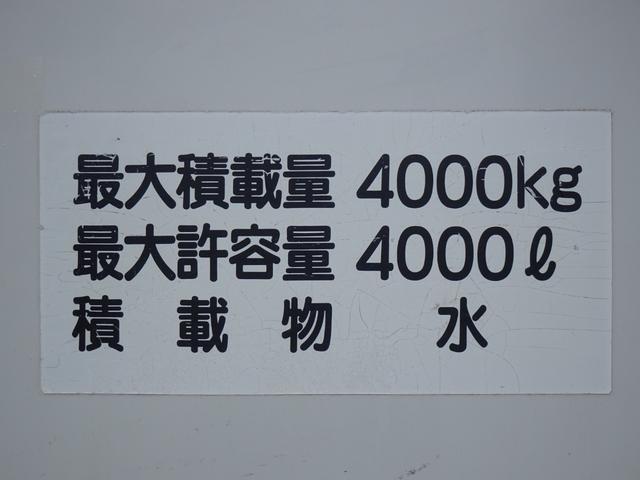 最大積載量 4000kg
最大許容量 4000ℓ
積載物 水